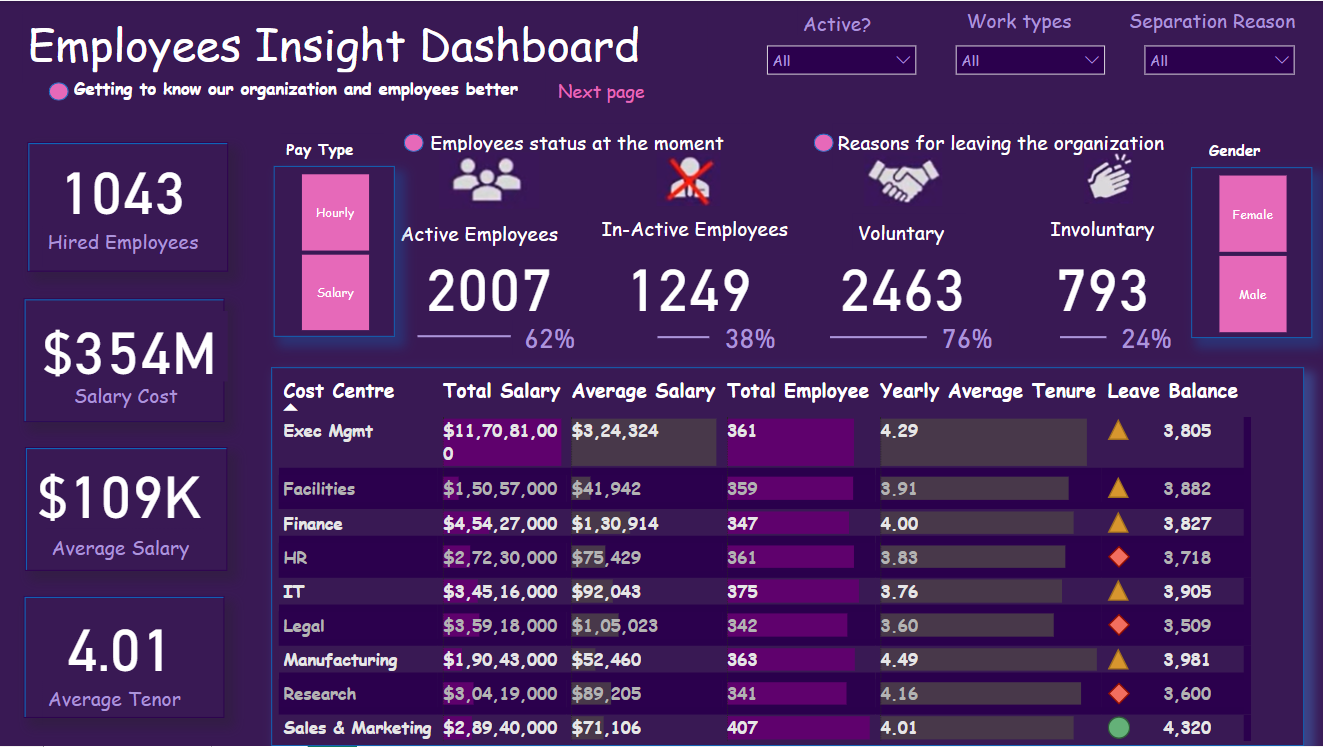 Employees Insight Dashboard
Getting to know our organization and employees better
Next page
Active?
All
Work types
All
Separation Reason
All
1043
Hired Employees
$354M
Salary Cost
$109K
Average Salary
4.01
Average Tenor
Pay Type
Hourly
Salary
Employees status at the moment
Active Employees
2007
62%
In-Active Employees
1249
38%
Reasons for leaving the organization
Voluntary
2463
76%
Involuntary
793
24%
Gender
Female
Male
Cost Centre Total Salary Average Salary Total Employee Yearly Average Tenure Leave Balance
Exec Mgmt $11,70,81,00 $3,24,324 361 4.29 3,805
0
Facilities $1,50,57,000 $41,942 359 3.91 3,882
Finance $4,54,27,000 $1,30,914 347 4.00 3,827
HR $2,72,30,000 $75,429 361 3.83 3,718
IT $3,45,16,000 $92,043 375 3.76 3,905
Legal $3,59,18,000 $1,05,023 342 3.60 3,509
Manufacturing $1,90,43,000 $52,460 363 4.49 3,981
Research $3,04,19,000 $89,205 341 4.16 3,600
Sales & Marketing $2,89,40,000 $71,106 407 4.01 4,320